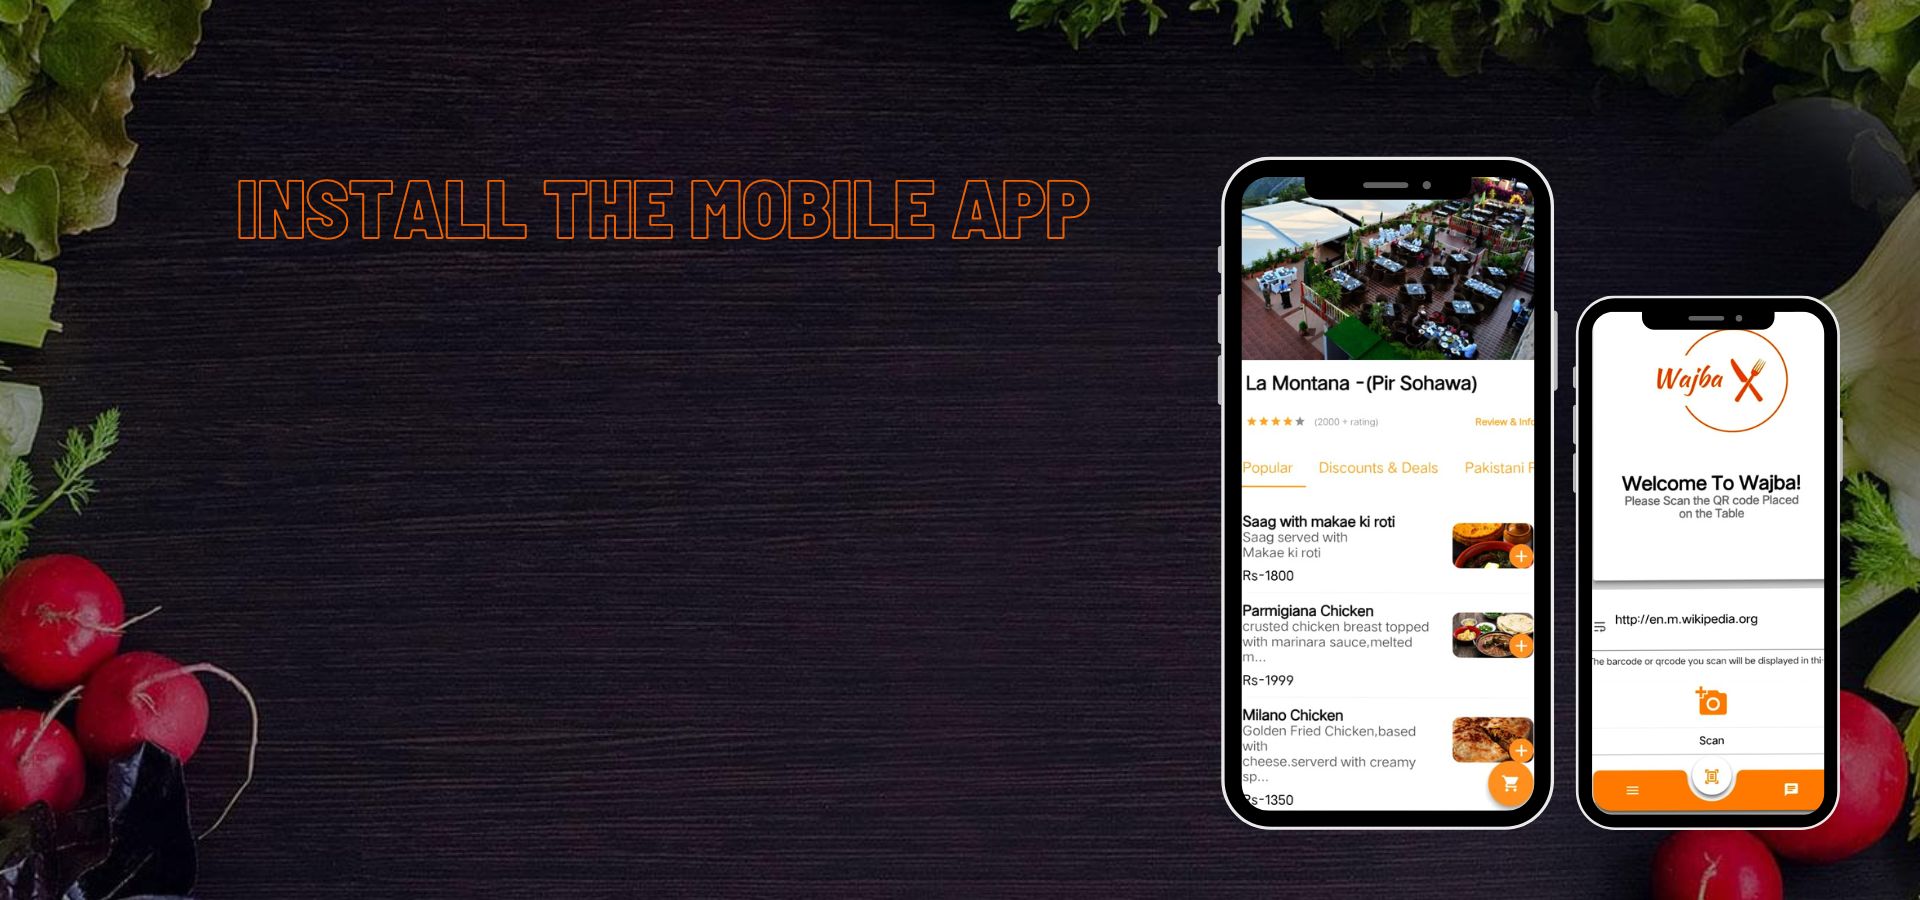 INSTALL THE MOBILE APP
La Montana -(Pir Sohawa)
(2000 + rating)
Review & Info
Popular Discounts & Deals Pakistani F
Saag with makae ki roti
Saag served with
Makae ki roti
Rs-1800
Parmigiana Chicken
crusted chicken breast topped
with marinara sauce,melted
m...
Rs-1999
Milano Chicken
Golden Fried Chicken,based
with
cheese.serverd with creamy
sp...
Rs-1350
Wajba
Welcome To Wajba!
Please Scan the QR code Placed
on the Table
http://en.m.wikipedia.org
The barcode or qrcode you scan will be displayed in thi
Scan